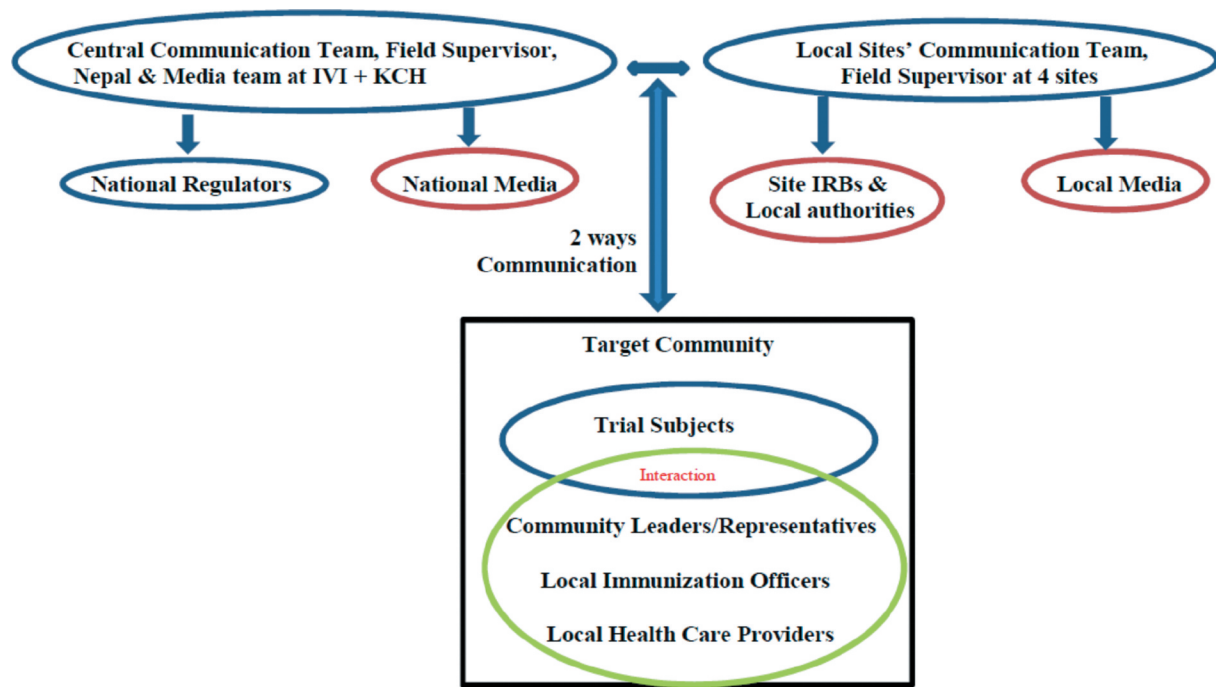 Central Communication Team, Field Supervisor,
Nepal & Media team at IVI + KCH
Local Sites' Communication Team,
Field Supervisor at 4 sites
National Regulators
National Media
Site IRBs &
Local authorities
Local Media
2 ways
Communication
Target Community
Trial Subjects
Interaction
Community Leaders/Representatives
Local Immunization Officers
Local Health Care Providers